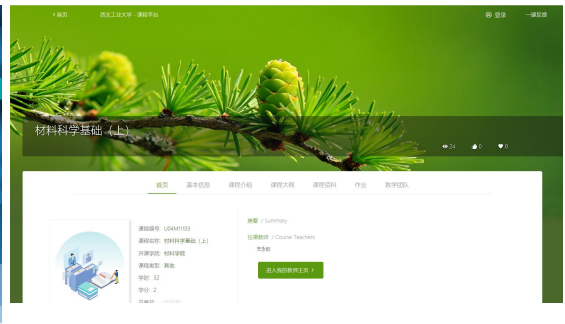 首页
西北工业大学 - 课程平台
登录
一键反馈
材料科学基础（上）
24 0 0
首页 基本信息 课程介绍 课程大纲 课程资料 作业 教学团队
课程编号: U04M11103
课程名称: 材料科学基础（上）
开课学院: 材料学院
课程类型: 其他
学时: 32
学分: 2
摘要 / Summary
任课教师 / Course Teachers
进入我的教师主页 >